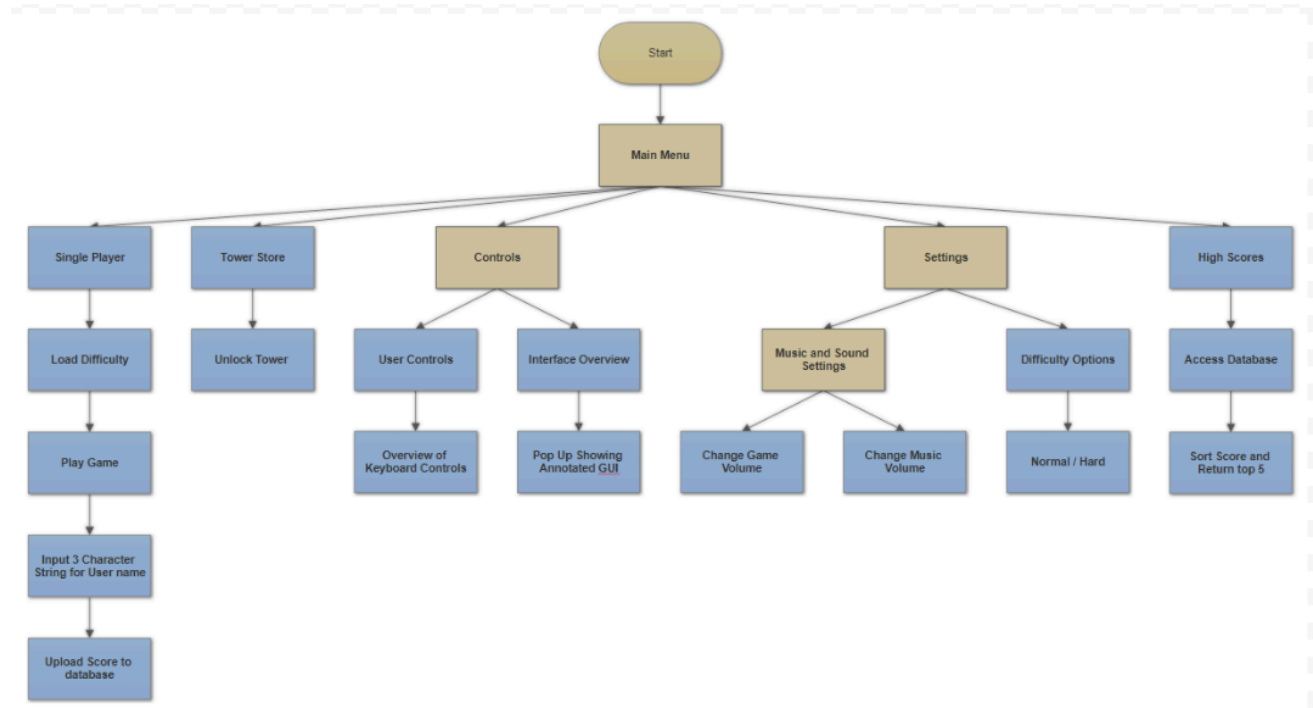 Start
Main Menu
Single Player
Tower Store
Controls
Settings
High Scores
Load Difficulty
Unlock Tower
User Controls
Interface Overview
Music and Sound
Settings
Difficulty Options
Access Database
Play Game
Overview of
Keyboard Controls
Pop Up Showing
Annotated GUI
Change Game
Volume
Change Music
Volume
Normal / Hard
Sort Score and
Return top 5
Input 3 Character
String for User name
Upload Score to
database